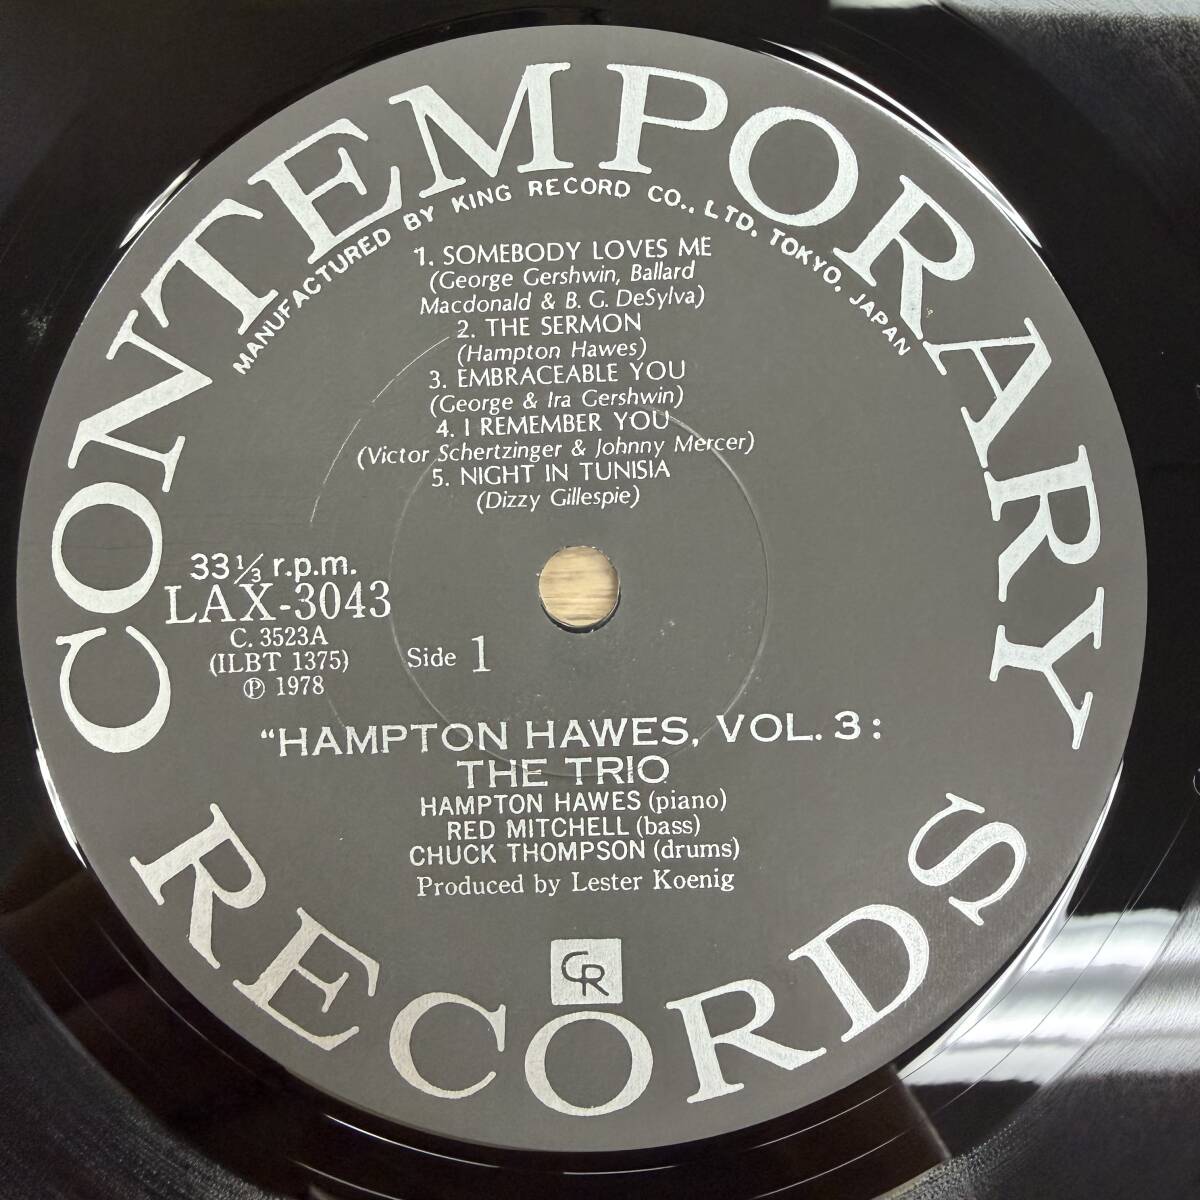 CONTEMPORARY
MANUFACTURED BY KING RECORD CO., LTD. TOKYO, JAPAN
1. SOMEBODY LOVES ME
(George Gershwin, Ballard
Macdonald & B. G. DeSylva)
2. THE SERMON
(Hampton Hawes)
3. EMBRACEABLE YOU
(George & Ira Gershwin)
4. I REMEMBER YOU
(Victor Schertzinger & Johnny Mercer)
5. NIGHT IN TUNISIA
(Dizzy Gillespie)
33⅓ r.p.m.
LAX-3043
C. 3523A
(ILBT 1375)
℗ 1978
Side 1
“HAMPTON HAWES, VOL. 3:
THE TRIO
HAMPTON HAWES (piano)
RED MITCHELL (bass)
CHUCK THOMPSON (drums)
Produced by Lester Koenig
CR
RECORDS